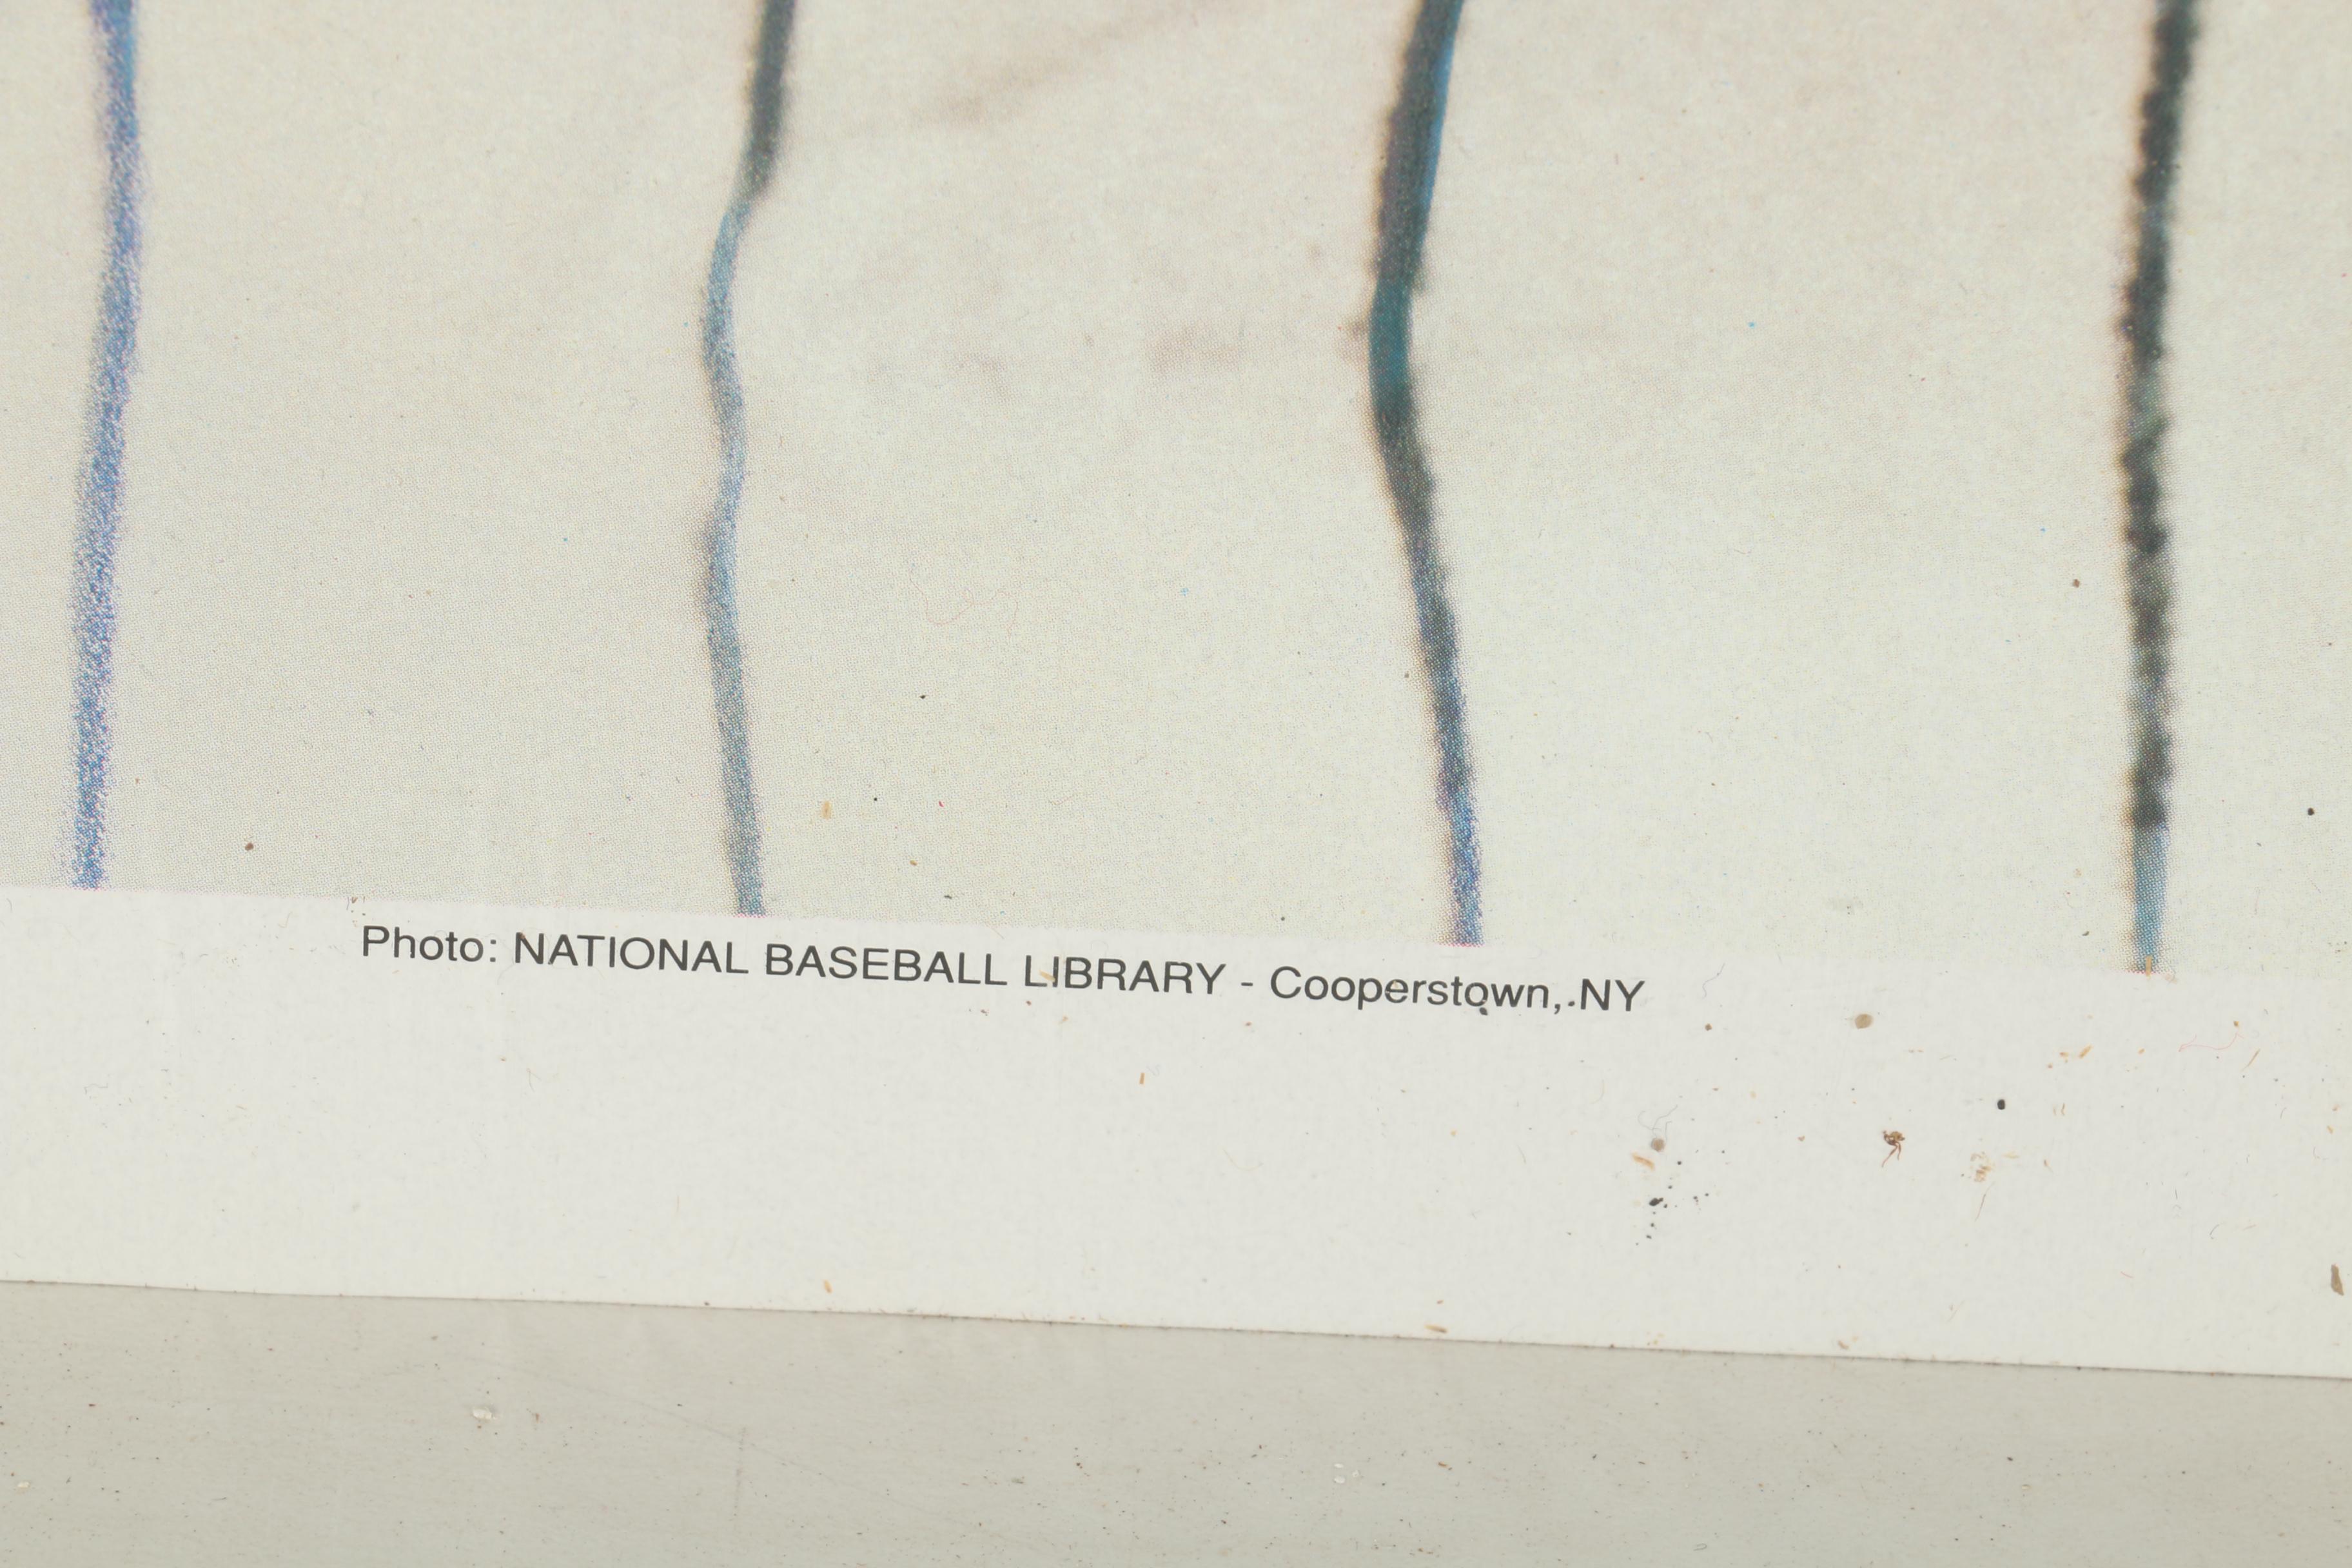 Photo: NATIONAL BASEBALL LIBRARY - Cooperstown, NY